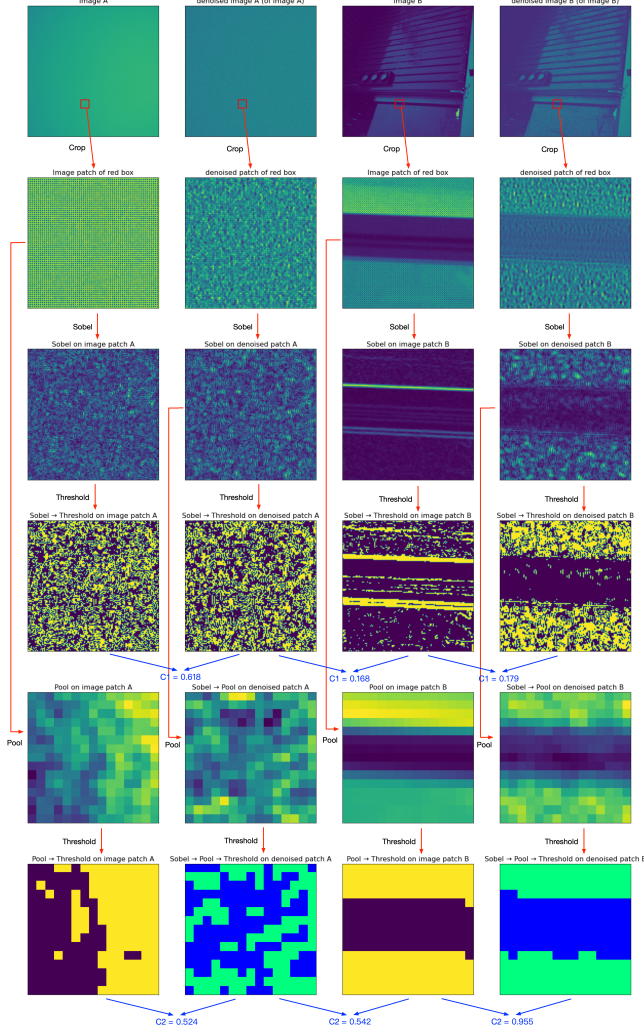 Image A
denoised image A (of image A)
Image B
denoised image B (of image B)
Crop
Crop
Crop
Crop
Image patch of red box
denoised patch of red box
Image patch of red box
denoised patch of red box
Sobel
Sobel
Sobel
Sobel
Sobel on image patch A
Sobel on denoised patch A
Sobel on image patch B
Sobel on denoised patch B
Threshold
Threshold
Threshold
Threshold
Sobel → Threshold on image patch A
Sobel → Threshold on denoised patch A
Sobel → Threshold on image patch B
Sobel → Threshold on denoised patch B
C1 = 0.618
C1 = 0.168
C1 = 0.179
Pool on image patch A
Sobel → Pool on denoised patch A
Pool on image patch B
Sobel → Pool on denoised patch B
Pool
Pool
Pool
Pool
Threshold
Threshold
Threshold
Threshold
Pool → Threshold on image patch A
Sobel → Pool → Threshold on denoised patch A
Pool → Threshold on image patch B
Sobel → Pool → Threshold on denoised patch B
C2 = 0.524
C2 = 0.542
C2 = 0.955